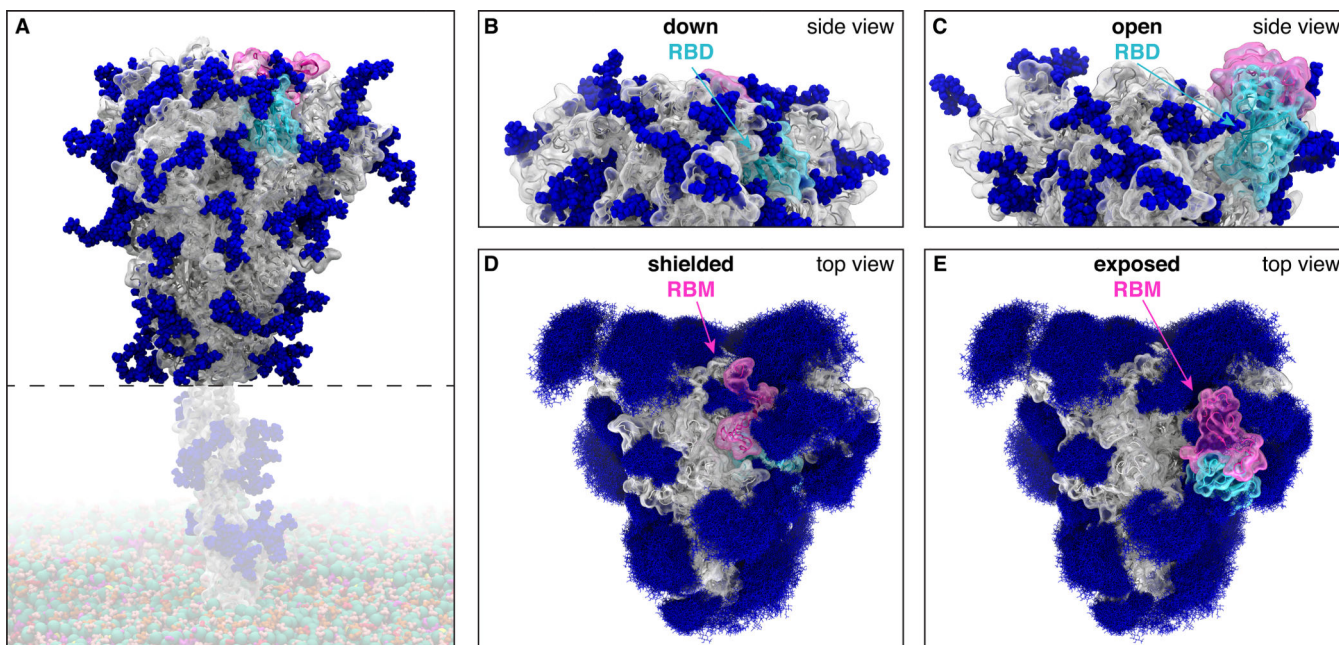 A
B
down
side view
RBD
C
open
side view
RBD
D
shielded
top view
RBM
E
exposed
top view
RBM